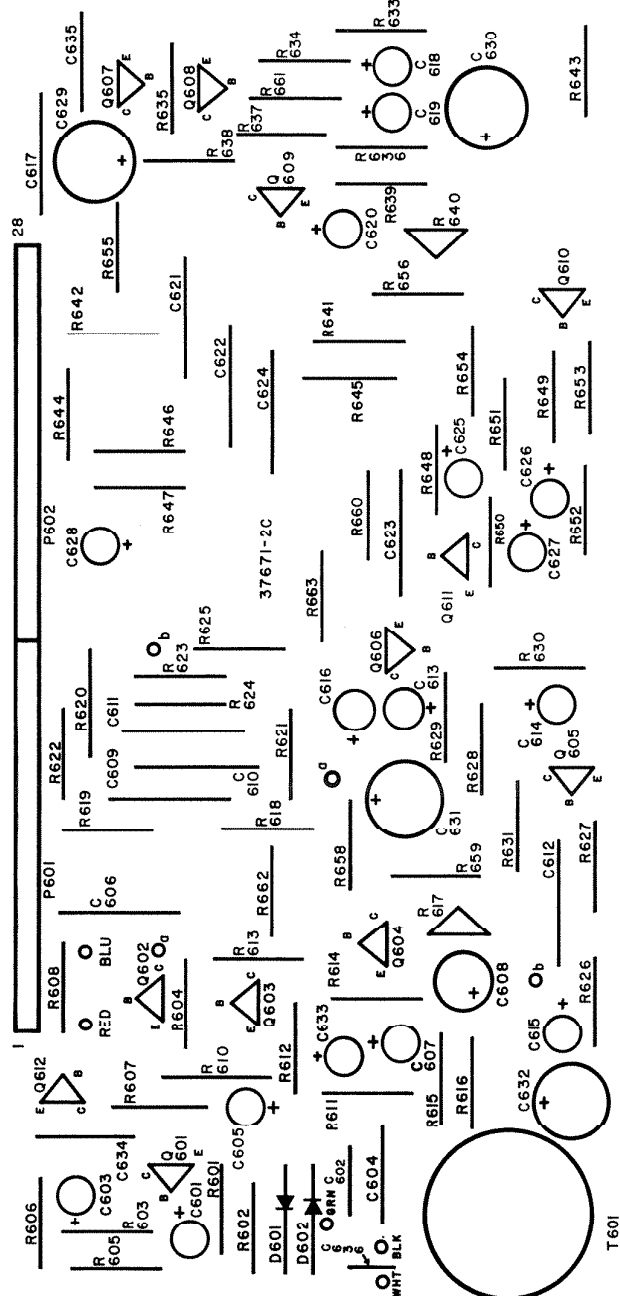 R633
C635
E
Q607
B
C
R635
Q608
E
B
C
R634
R661
R637
R638
+
C618
+
C619
C630
+
R643
C629
+
C617
R636
Q609
C
B
E
R639
R640
+
C620
28
R655
R656
Q610
C
B
E
R642
C621
R641
C622
C624
R645
R654
R644
R646
R649
R653
R651
+
C625
R648
C626
+
P602
R647
C628
+
37671-2C
R660
C623
R650
R652
+
C627
B
C
E
Q611
R663
R625
b
R623
E
Q606
B
C
R630
R620
C611
R624
C616
+
C613
+
+
C614
Q605
C
B
E
R622
R621
R629
R628
C609
C610
a
+
C631
R619
R618
R658
R659
R631
R627
C612
P601
C606
R662
R617
R608
BLU
RED
B
Q602
C
a
R604
R613
B
C
E
Q603
R614
B
C
E
Q604
+
C608
b
R626
1
Q612
E
B
C
R607
R610
R612
C633
+
+
C607
+
C615
C605
+
R611
R615
R616
C632
+
C634
C603
+
Q601
C
B
E
R601
+
C601
R606
R603
R605
R602
D601
D602
GRN
C602
C604
C636
BLK
WHT
T601